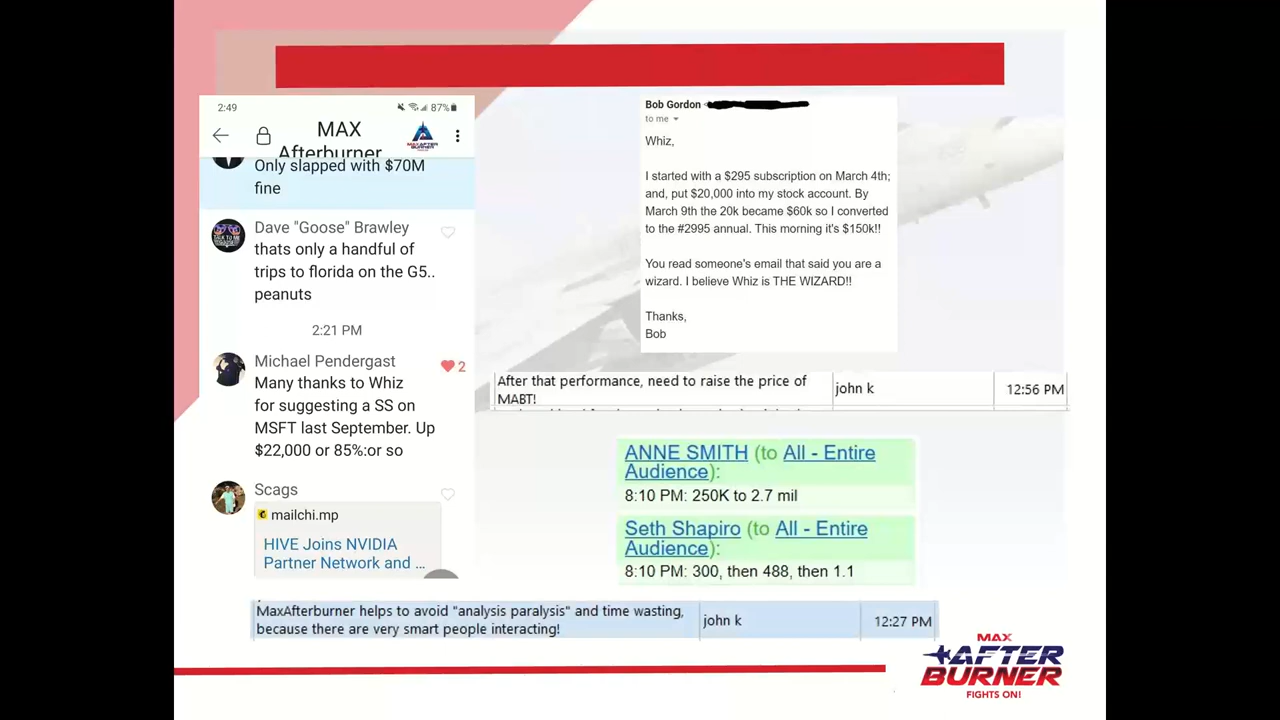 2:49
87%
MAX
Afterburner
Only slapped with $70M
fine
Dave "Goose" Brawley
thats only a handful of
trips to florida on the G5..
peanuts
2:21 PM
Michael Pendergast
2
Many thanks to Whiz
for suggesting a SS on
MSFT last September. Up
$22,000 or 85%:or so
Scags
mailchi.mp
HIVE Joins NVIDIA
Partner Network and ...
Bob Gordon
to me
Whiz,
I started with a $295 subscription on March 4th;
and, put $20,000 into my stock account. By
March 9th the 20k became $60k so I converted
to the #2995 annual. This morning it's $150k!!
You read someone's email that said you are a
wizard. I believe Whiz is THE WIZARD!!
Thanks,
Bob
After that performance, need to raise the price of
MABT!
john k
12:56 PM
ANNE SMITH (to All - Entire
Audience):
8:10 PM: 250K to 2.7 mil
Seth Shapiro (to All - Entire
Audience):
8:10 PM: 300, then 488, then 1.1
MaxAfterburner helps to avoid "analysis paralysis" and time wasting,
because there are very smart people interacting!
john k
12:27 PM
MAX
AFTER
BURNER
FIGHTS ON!